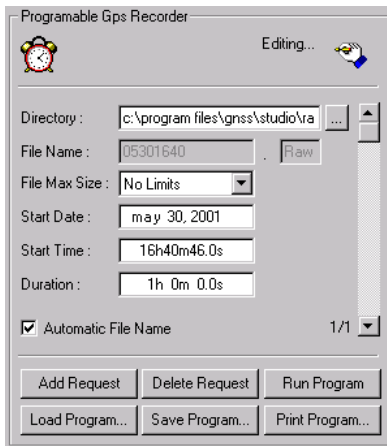 Programable Gps Recorder
Editing...
Directory : c:\program files\gnss\studio\ra ...
File Name : 05301640 . Raw
File Max Size : No Limits
Start Date : may 30, 2001
Start Time : 16h40m46.0s
Duration : 1h 0m 0.0s
Automatic File Name 1/1
Add Request Delete Request Run Program
Load Program... Save Program... Print Program...